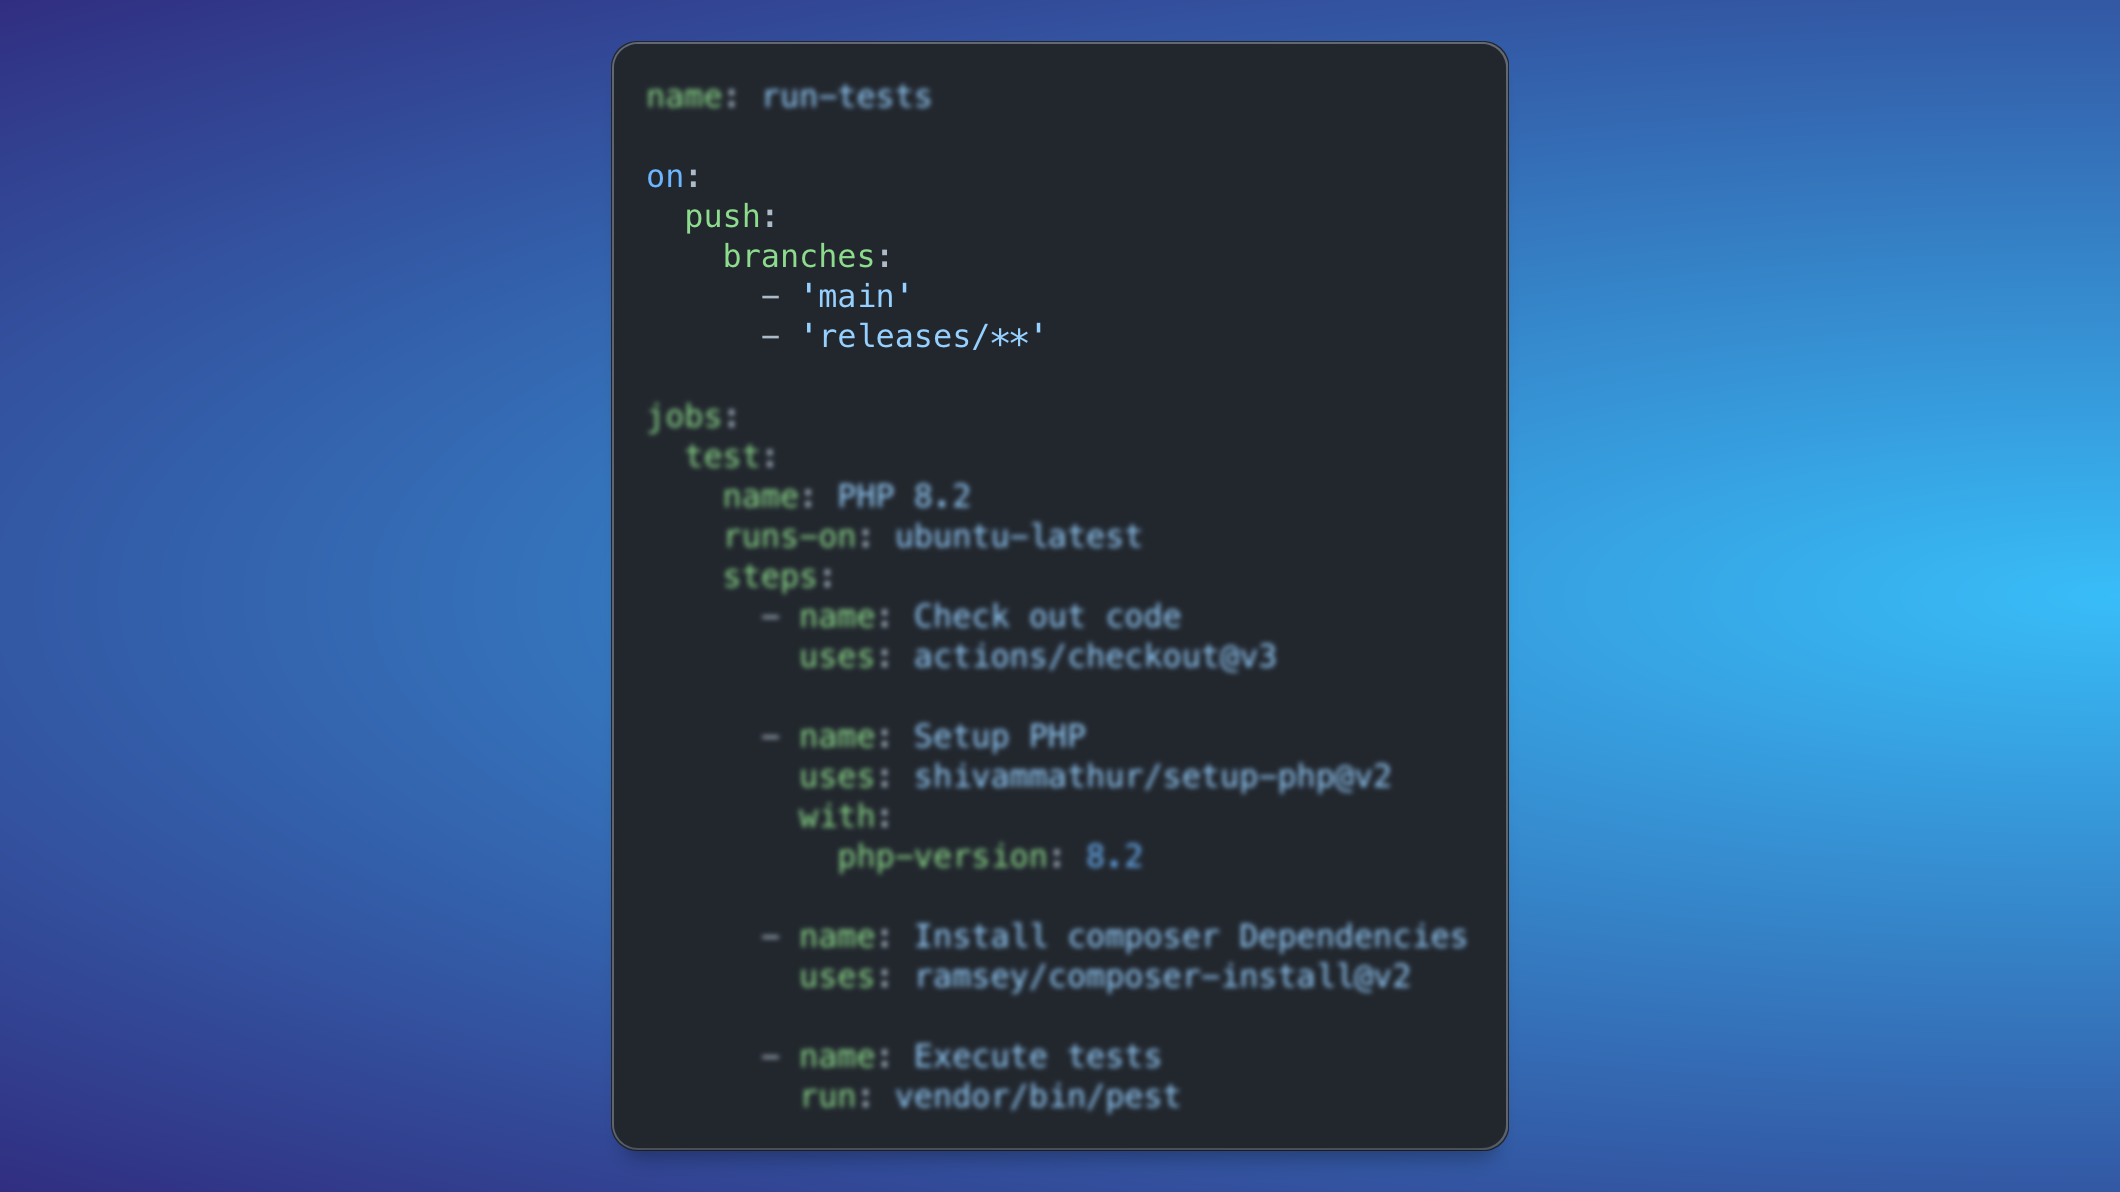 name: run-tests

on:
  push:
    branches:
      - 'main'
      - 'releases/**'

jobs:
  test:
    name: PHP 8.2
    runs-on: ubuntu-latest
    steps:
      - name: Check out code
        uses: actions/checkout@v3

      - name: Setup PHP
        uses: shivammathur/setup-php@v2
        with:
          php-version: 8.2

      - name: Install composer Dependencies
        uses: ramsey/composer-install@v2

      - name: Execute tests
        run: vendor/bin/pest